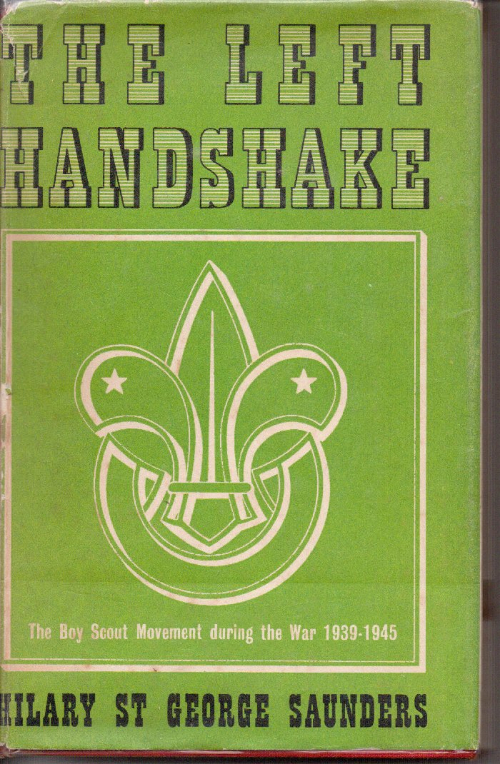 THE LEFT
HANDSHAKE
The Boy Scout Movement during the War 1939-1945
HILARY ST GEORGE SAUNDERS